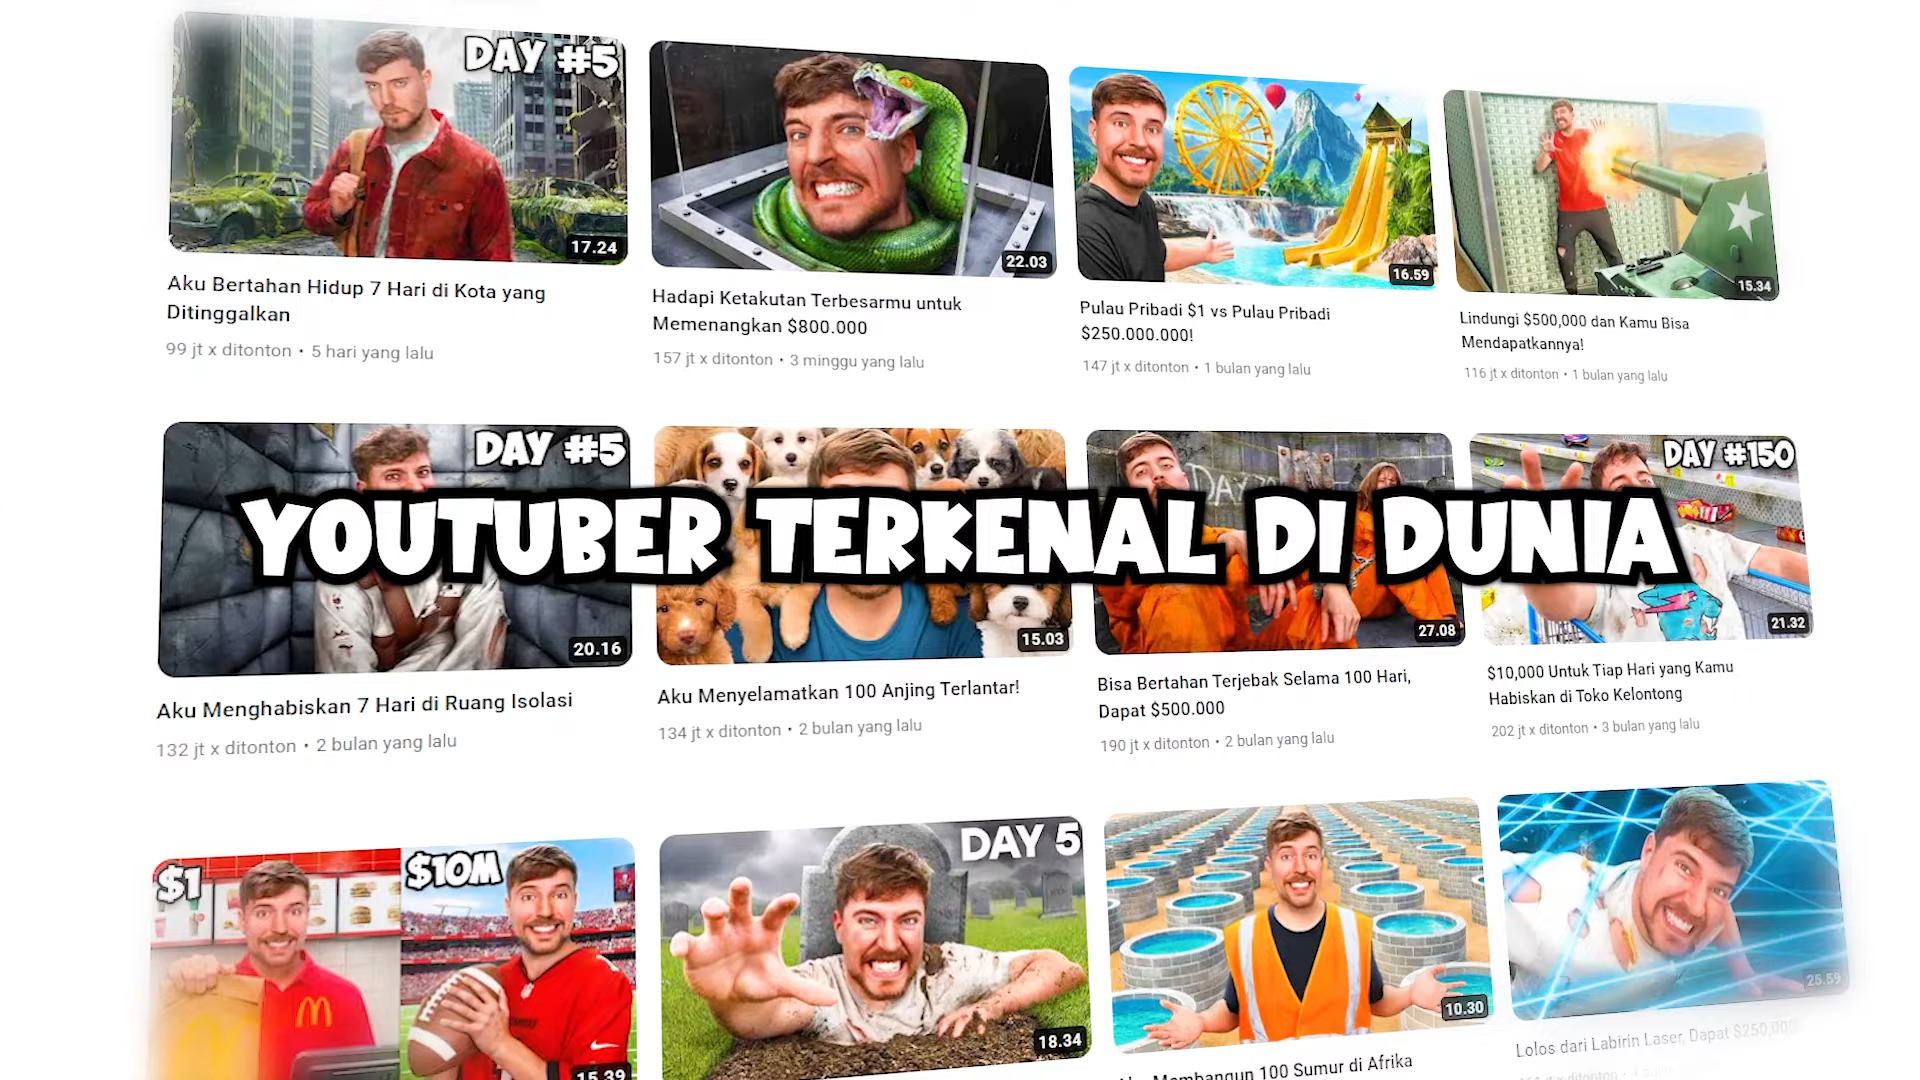 DAY #5
17.24
22.03
16.59
15.34
Aku Bertahan Hidup 7 Hari di Kota yang
Ditinggalkan
99 jt x ditonton • 5 hari yang lalu
Hadapi Ketakutan Terbesarmu untuk
Memenangkan $800.000
157 jt x ditonton • 3 minggu yang lalu
Pulau Pribadi $1 vs Pulau Pribadi
$250.000.000!
147 jt x ditonton • 1 bulan yang lalu
Lindungi $500,000 dan Kamu Bisa
Mendapatkannya!
116 jt x ditonton • 1 bulan yang lalu
DAY #5
DAY
DAY #150
YOUTUBER TERKENAL DI DUNIA
20.16
15.03
27.08
21.32
Aku Menghabiskan 7 Hari di Ruang Isolasi
132 jt x ditonton • 2 bulan yang lalu
Aku Menyelamatkan 100 Anjing Terlantar!
134 jt x ditonton • 2 bulan yang lalu
Bisa Bertahan Terjebak Selama 100 Hari,
Dapat $500.000
190 jt x ditonton • 2 bulan yang lalu
$10,000 Untuk Tiap Hari yang Kamu
Habiskan di Toko Kelontong
202 jt x ditonton • 3 bulan yang lalu
$1
$10M
DAY 5
15.39
18.34
10.30
25.59
Membangun 100 Sumur di Afrika
Lolos dari Labirin Laser, Dapat $250,000